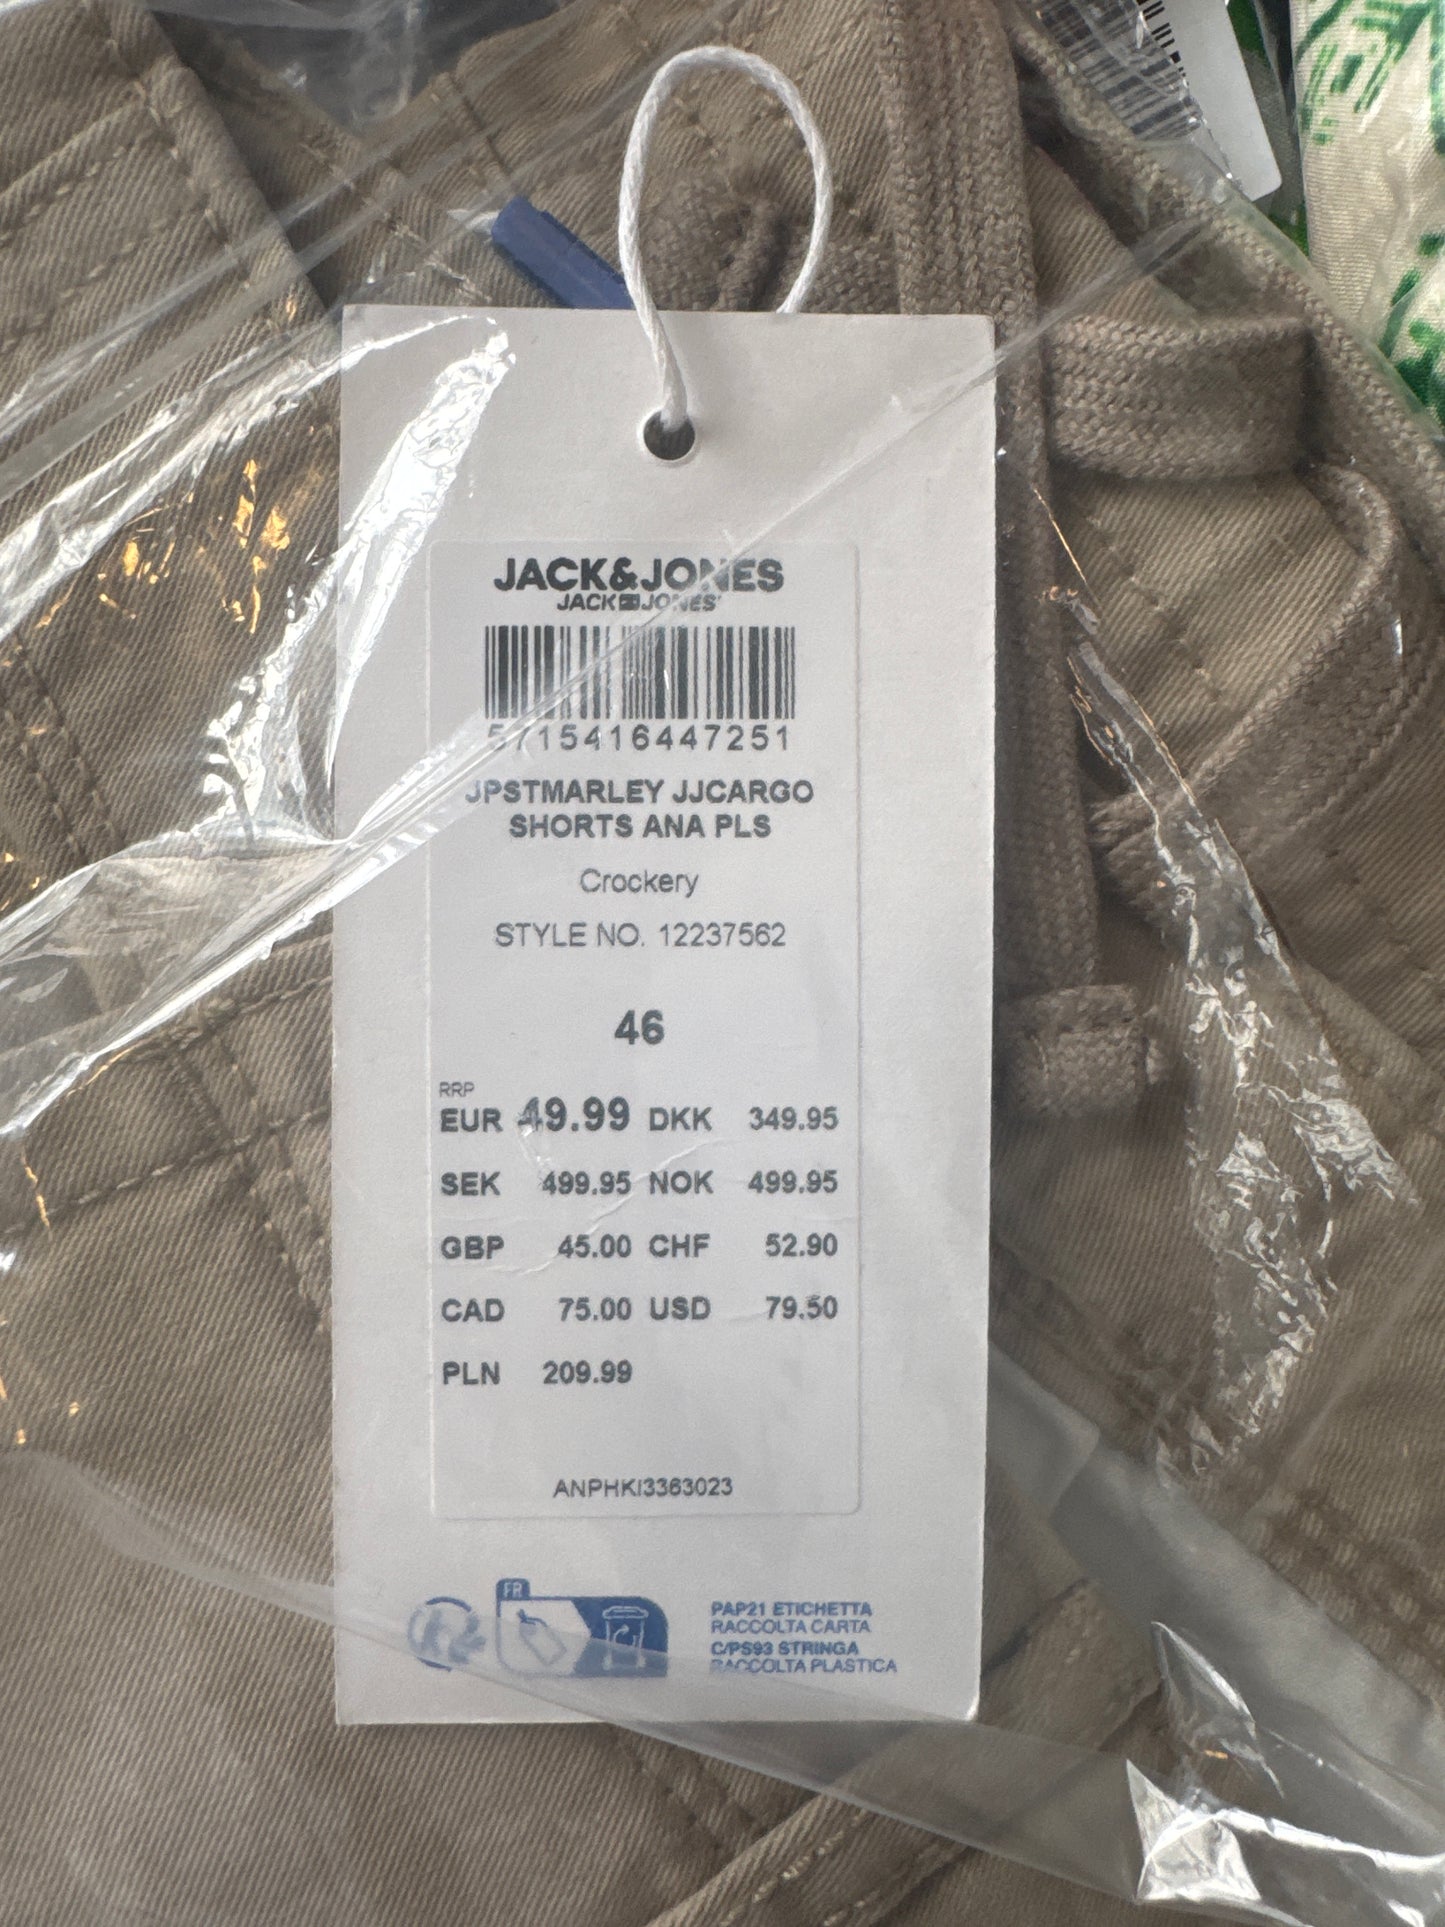 JACK&JONES
JACK & JONES
5715416447251
JPSTMARLEY JJCARGO
SHORTS ANA PLS
Crockery
STYLE NO. 12237562
46
RRP
EUR 49.99 DKK 349.95
SEK 499.95 NOK 499.95
GBP 45.00 CHF 52.90
CAD 75.00 USD 79.50
PLN 209.99
ANPHKI3363023
FR
PAP21 ETICHETTA
RACCOLTA CARTA
C/PS93 STRINGA
RACCOLTA PLASTICA